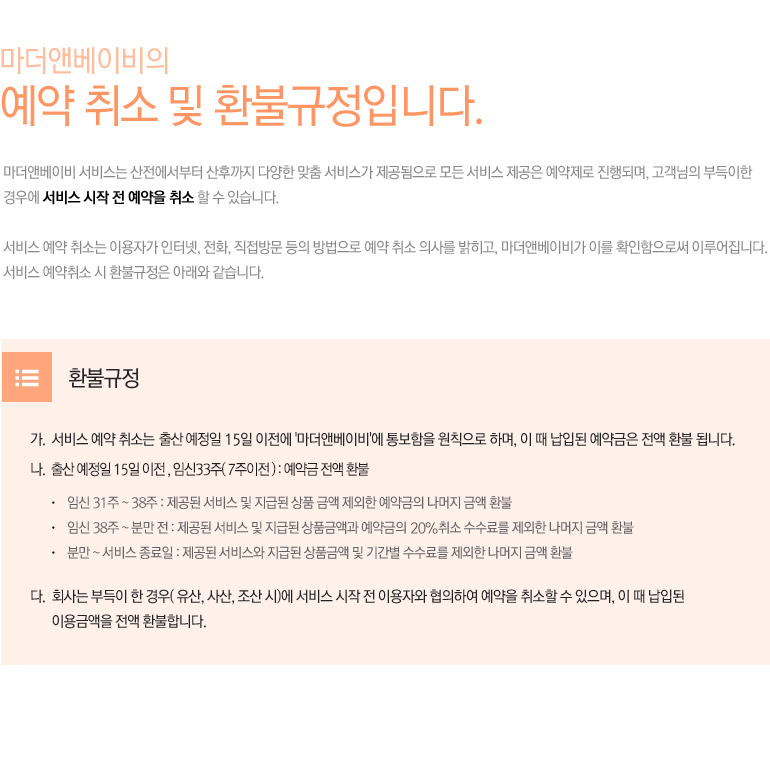 마더앤베이비의
예약 취소 및 환불규정입니다.
마더앤베이비 서비스는 산전에서부터 산후까지 다양한 맞춤 서비스가 제공됨으로 모든 서비스 제공은 예약제로 진행되며, 고객님의 부득이한
경우에 서비스 시작 전 예약을 취소 할 수 있습니다.
서비스 예약 취소는 이용자가 인터넷, 전화, 직접방문 등의 방법으로 예약 취소 의사를 밝히고, 마더앤베이비가 이를 확인함으로써 이루어집니다.
서비스 예약취소 시 환불규정은 아래와 같습니다.
환불규정
가. 서비스 예약 취소는 출산 예정일 15일 이전에 '마더앤베이비'에 통보함을 원칙으로 하며, 이 때 납입된 예약금은 전액 환불 됩니다.
나. 출산 예정일 15일 이전 , 임신33주( 7주이전 ) : 예약금 전액 환불
• 임신 31주 ~ 38주 : 제공된 서비스 및 지급된 상품 금액 제외한 예약금의 나머지 금액 환불
• 임신 38주 ~ 분만 전 : 제공된 서비스 및 지급된 상품금액과 예약금의 20%취소 수수료를 제외한 나머지 금액 환불
• 분만 ~ 서비스 종료일 : 제공된 서비스와 지급된 상품금액 및 기간별 수수료를 제외한 나머지 금액 환불
다. 회사는 부득이 한 경우( 유산, 사산, 조산 시)에 서비스 시작 전 이용자와 협의하여 예약을 취소할 수 있으며, 이 때 납입된
이용금액을 전액 환불합니다.